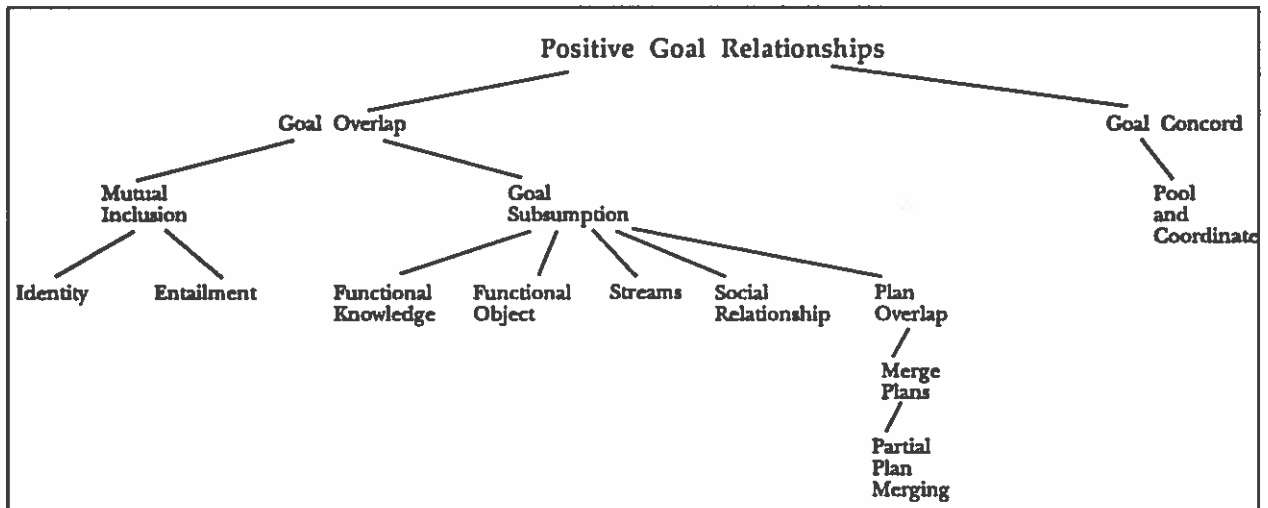 Positive Goal Relationships
Goal Overlap
Goal Concord
Mutual
Inclusion
Goal
Subsumption
Pool
and
Coordinate
Identity
Entailment
Functional
Knowledge
Functional
Object
Streams
Social
Relationship
Plan
Overlap
Merge
Plans
Partial
Plan
Merging